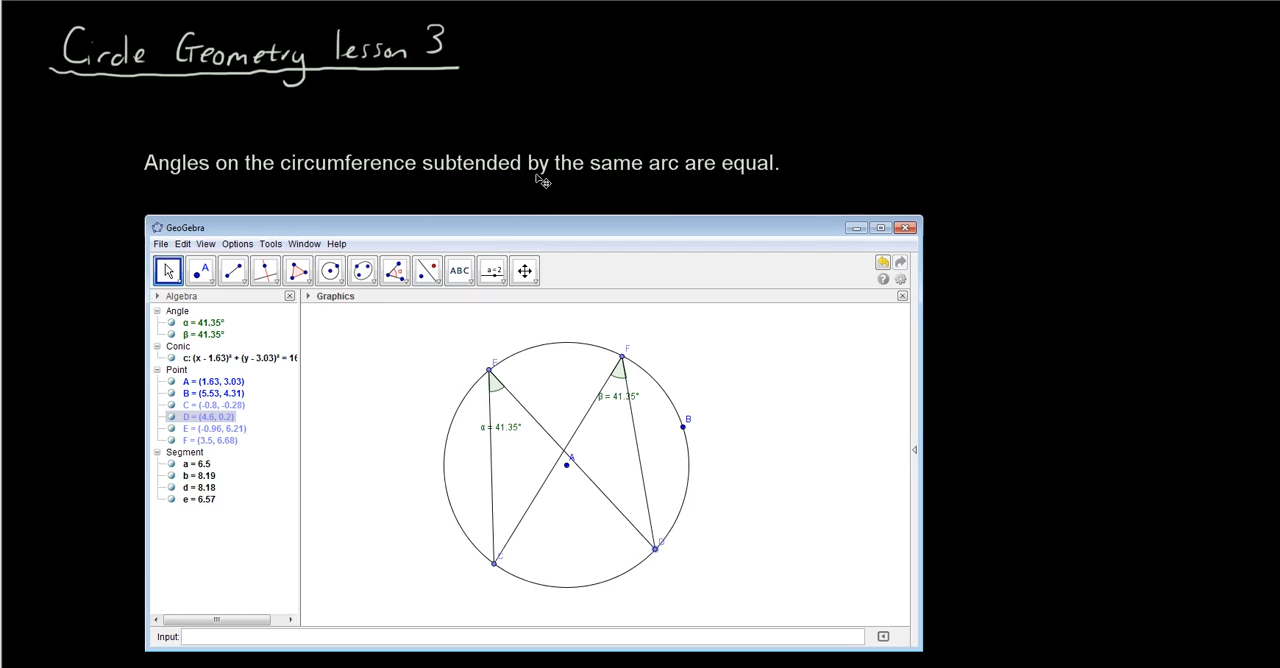 Circle Geometry lesson 3
Angles on the circumference subtended by the same arc are equal.
GeoGebra
File Edit View Options Tools Window Help
A ABC a=2
Algebra
Graphics
Angle
α = 41.35°
β = 41.35°
Conic
c: (x - 1.63)² + (y - 3.03)² = 16
Point
A = (1.63, 3.03)
B = (5.53, 4.31)
C = (-0.8, -0.28)
D = (4.6, 0.2)
E = (-0.96, 6.21)
F = (3.5, 6.68)
Segment
a = 6.5
b = 8.19
d = 8.18
e = 6.57
F
E
β = 41.35°
B
α = 41.35°
A
D
C
Input: